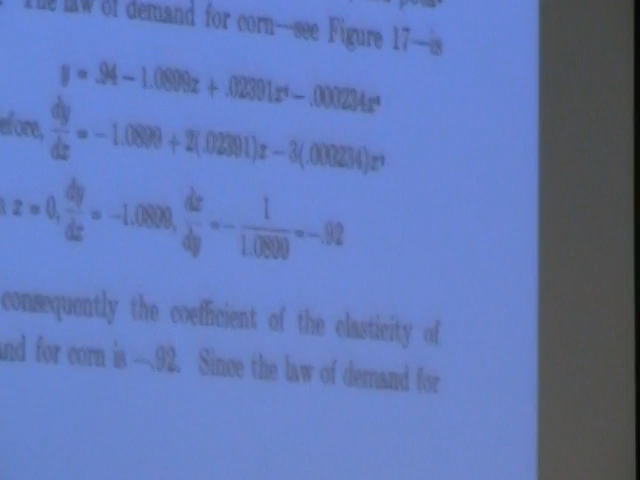 The law of demand for corn—see Figure 17—is
y = .94 − 1.0899x + .02391x² − .000234x³
efore, dy/dx = − 1.0899 + 2(.02391)x − 3(.000234)x²
x = 0, dy/dx = −1.0899, dx/dy = − 1/1.0899 = −.92
consequently the coefficient of the elasticity of
and for corn is −.92. Since the law of demand for